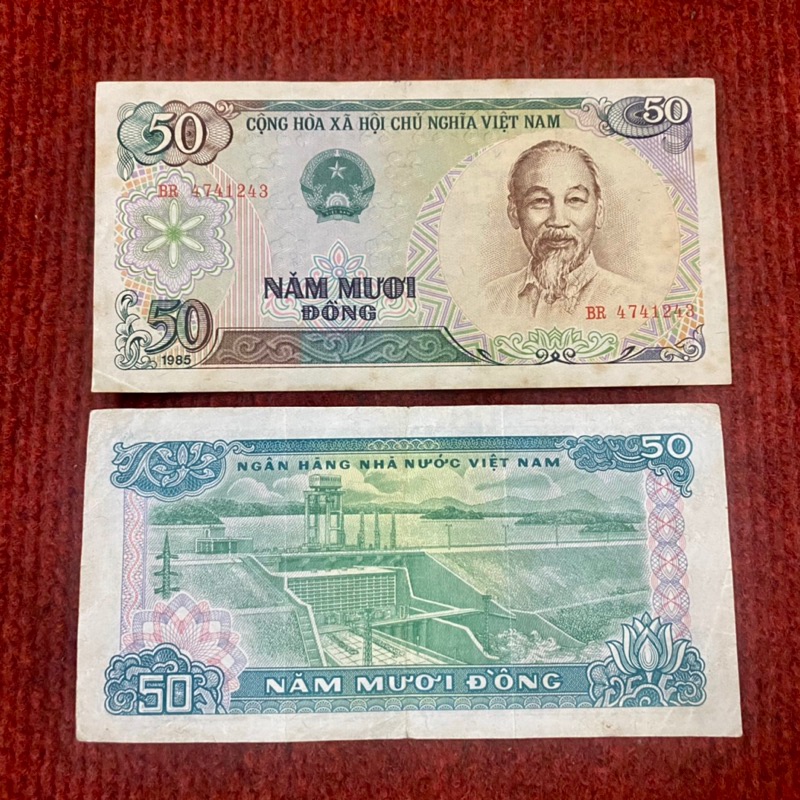 50
50
CỘNG HÒA XÃ HỘI CHỦ NGHĨA VIỆT NAM
BR 4741243
NĂM MƯƠI
ĐỒNG
BR 4741243
50
1985
NGÂN HÀNG NHÀ NƯỚC VIỆT NAM
50
50
NĂM MƯƠI ĐỒNG